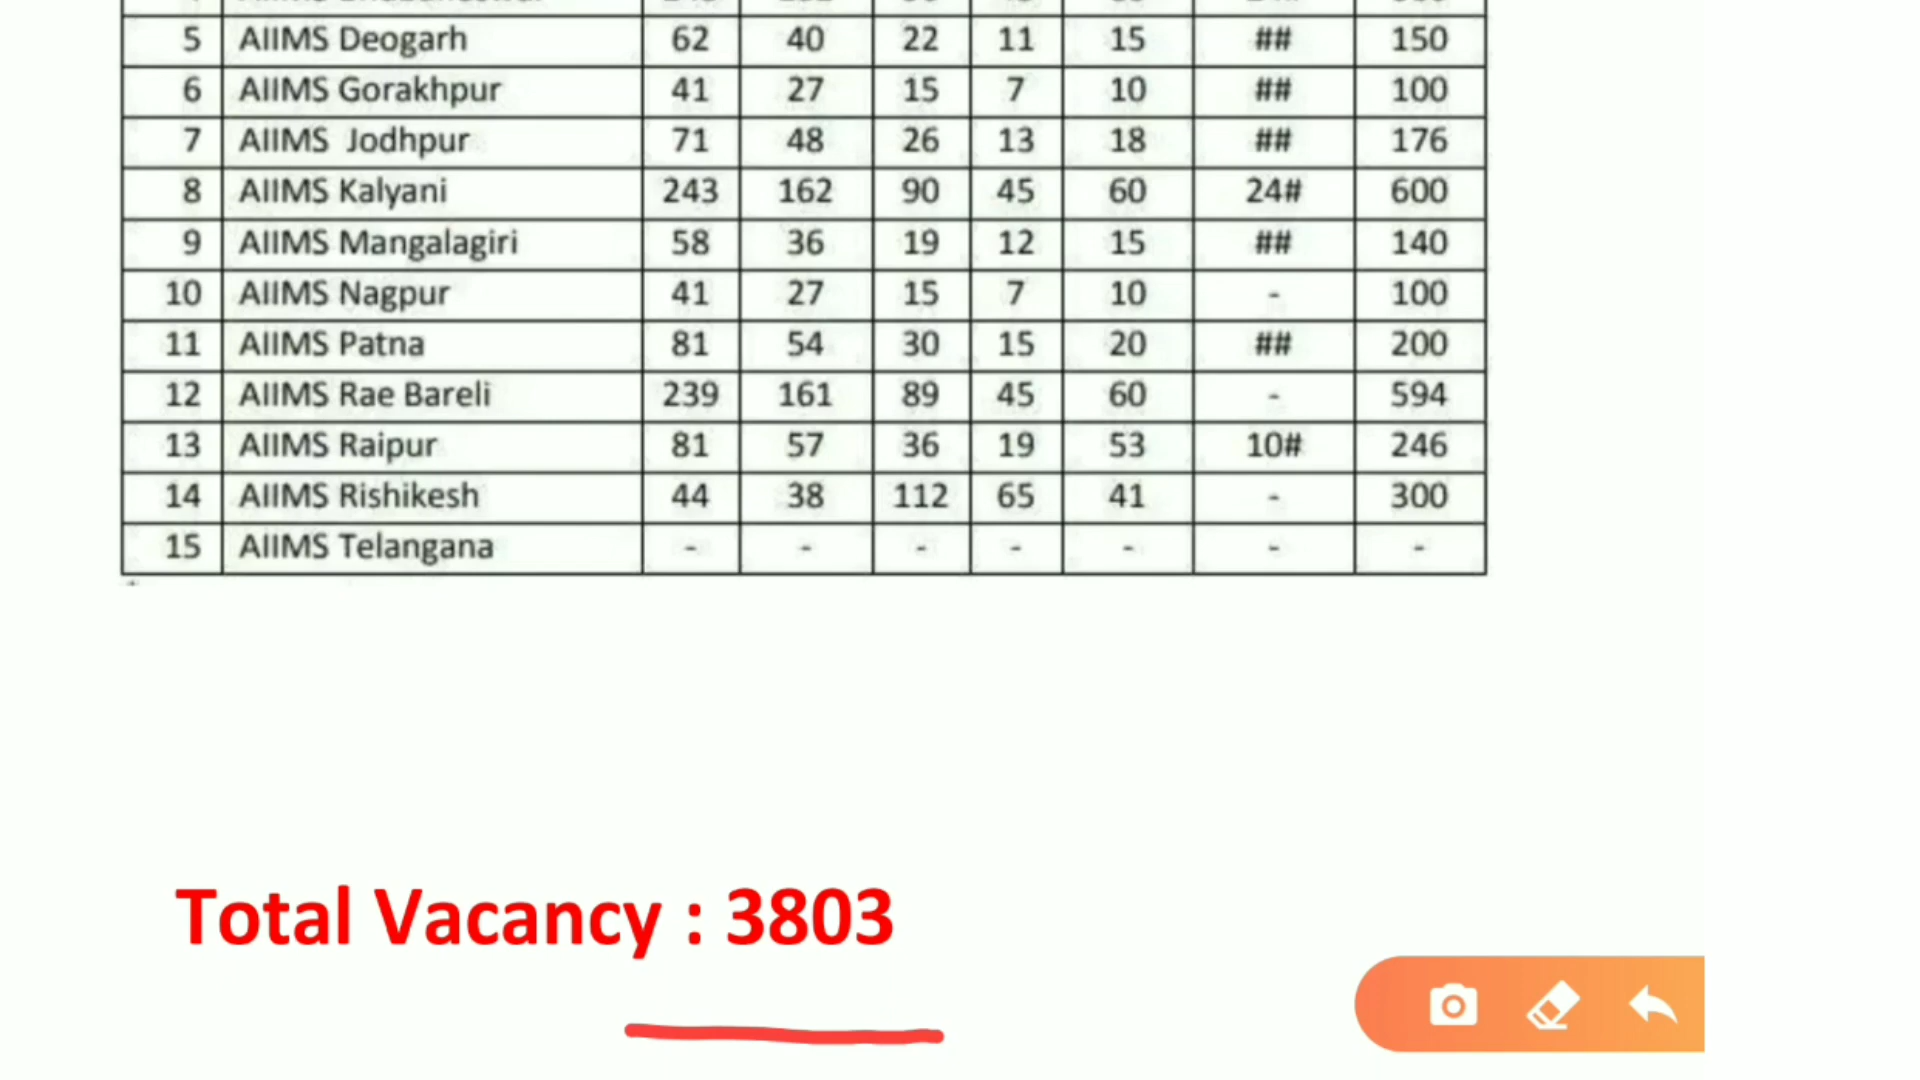 5 AIIMS Deogarh 62 40 22 11 15 ## 150
6 AIIMS Gorakhpur 41 27 15 7 10 ## 100
7 AIIMS Jodhpur 71 48 26 13 18 ## 176
8 AIIMS Kalyani 243 162 90 45 60 24# 600
9 AIIMS Mangalagiri 58 36 19 12 15 ## 140
10 AIIMS Nagpur 41 27 15 7 10 - 100
11 AIIMS Patna 81 54 30 15 20 ## 200
12 AIIMS Rae Bareli 239 161 89 45 60 - 594
13 AIIMS Raipur 81 57 36 19 53 10# 246
14 AIIMS Rishikesh 44 38 112 65 41 - 300
15 AIIMS Telangana - - - - - - -
Total Vacancy : 3803